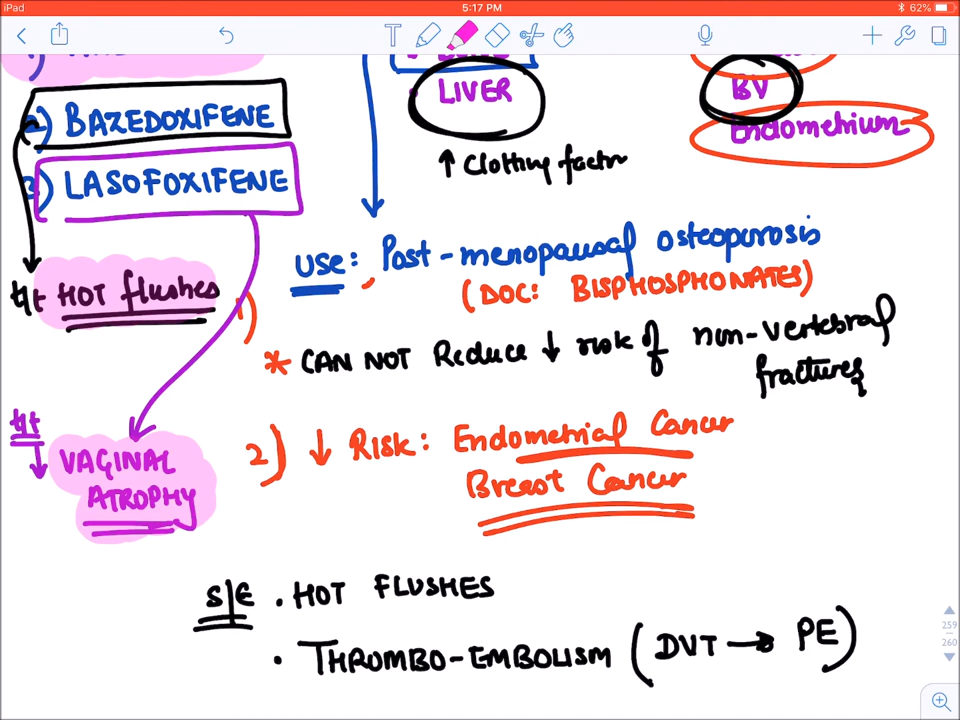 iPad
5:17 PM
62%
T
1)
LIVER
BV
2) BAZEDOXIFENE
Endometrium
↑ Clotting factor
3) LASOFOXIFENE
USE: Post-menopausal osteoporosis
(DOC: BISPHOSPHONATES)
t/t HOT flushes
1)
* CAN NOT Reduce ↓ risk of non-vertebral
fractures
t/t
↓ VAGINAL
ATROPHY
2) ↓ Risk: Endometrial Cancer
Breast Cancer
S/E . HOT FLUSHES
• THROMBO-EMBOLISM (DVT → PE)
259
260